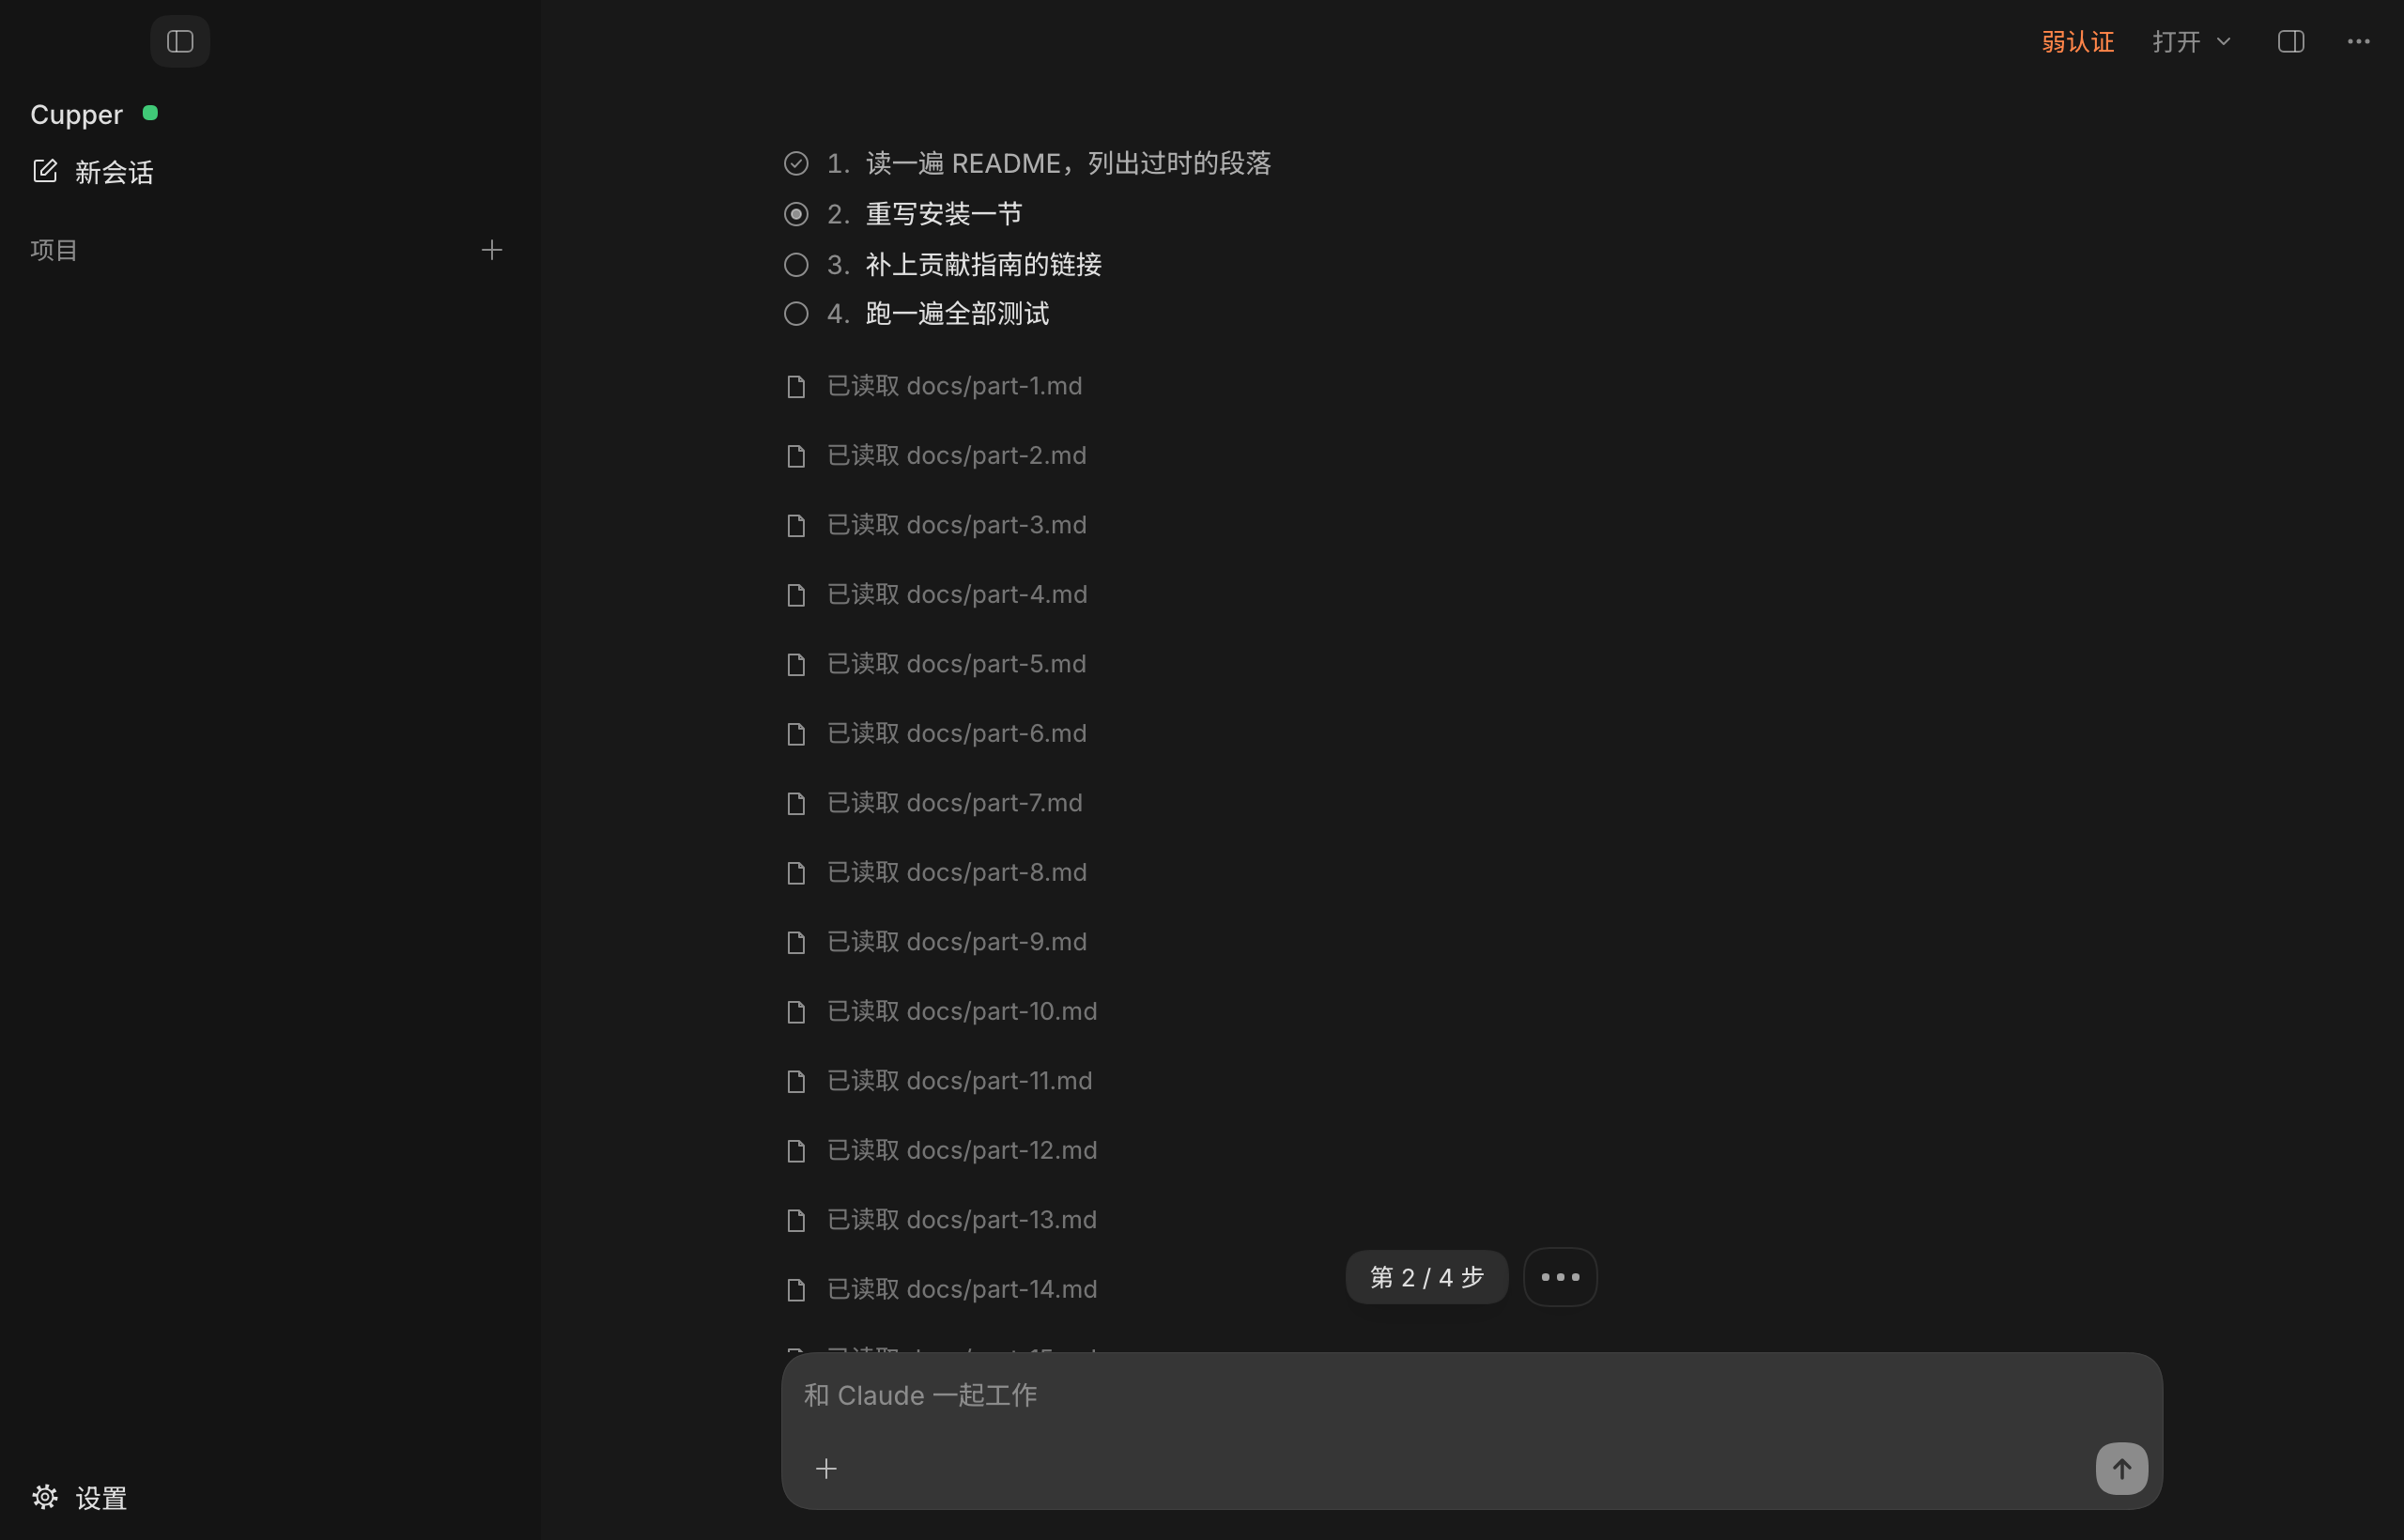 弱认证
打开
Cupper
新会话
项目
1. 读一遍 README，列出过时的段落
2. 重写安装一节
3. 补上贡献指南的链接
4. 跑一遍全部测试
已读取 docs/part-1.md
已读取 docs/part-2.md
已读取 docs/part-3.md
已读取 docs/part-4.md
已读取 docs/part-5.md
已读取 docs/part-6.md
已读取 docs/part-7.md
已读取 docs/part-8.md
已读取 docs/part-9.md
已读取 docs/part-10.md
已读取 docs/part-11.md
已读取 docs/part-12.md
已读取 docs/part-13.md
已读取 docs/part-14.md
第 2 / 4 步
和 Claude 一起工作
设置